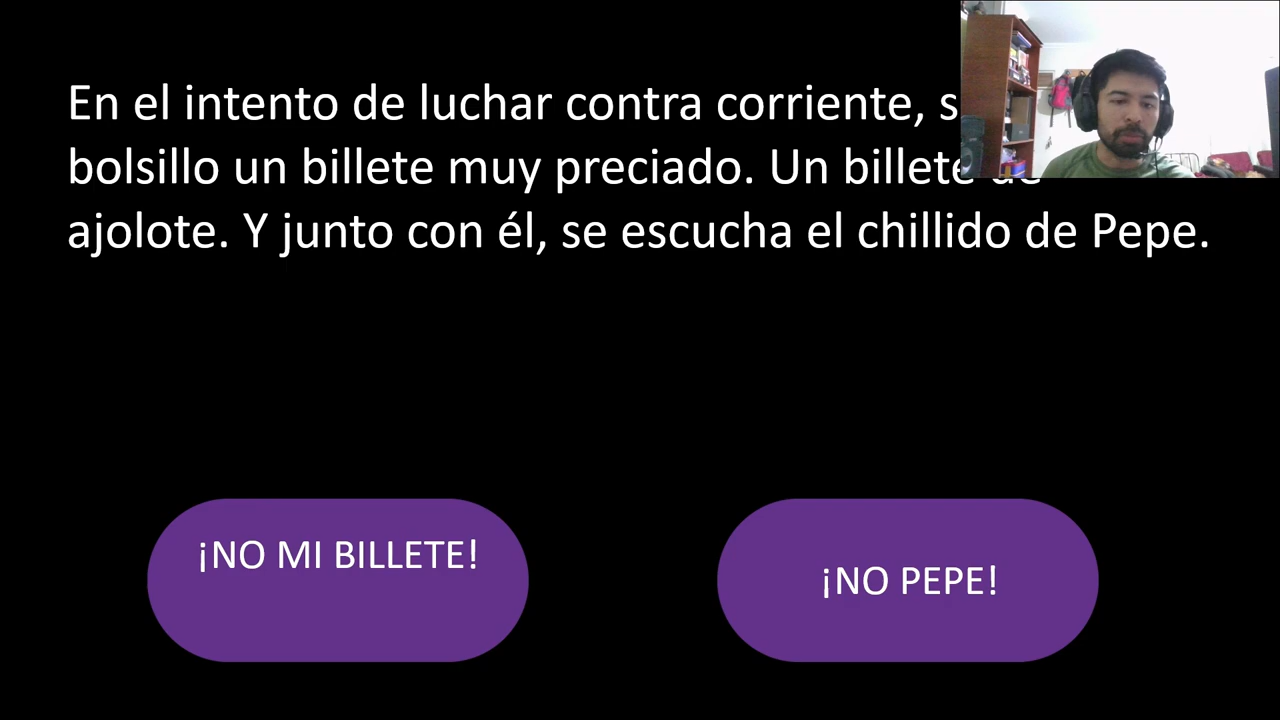 En el intento de luchar contra corriente,
bolsillo un billete muy preciado. Un billete de
ajolote. Y junto con él, se escucha el chillido de Pepe.
¡NO MI BILLETE!
¡NO PEPE!